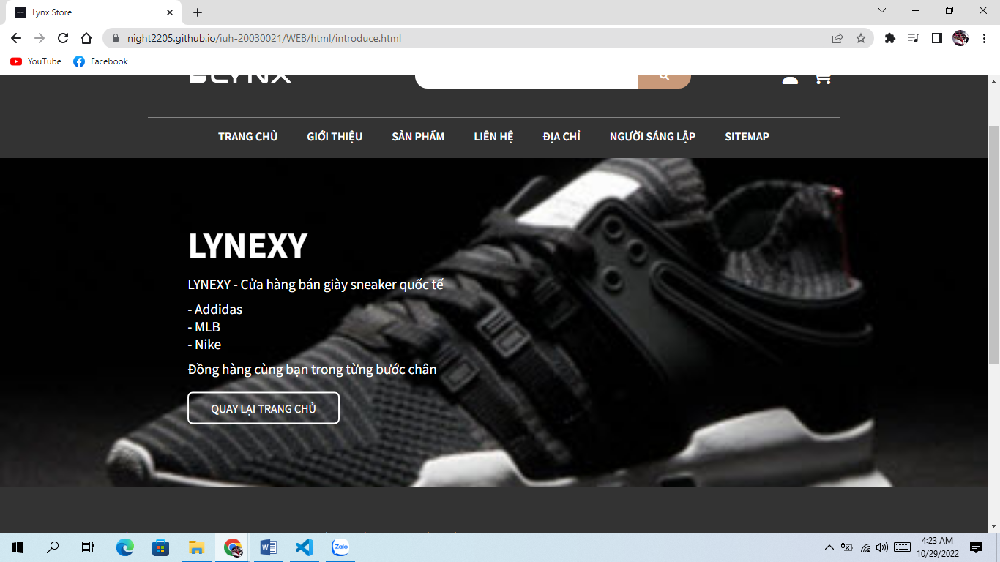 Lynx Store
night2205.github.io/iuh-20030021/WEB/html/introduce.html
YouTube Facebook
LYNX
TRANG CHỦ GIỚI THIỆU SẢN PHẨM LIÊN HỆ ĐỊA CHỈ NGƯỜI SÁNG LẬP SITEMAP
LYNEXY
LYNEXY - Cửa hàng bán giày sneaker quốc tế
- Addidas
- MLB
- Nike
Đồng hàng cùng bạn trong từng bước chân
QUAY LẠI TRANG CHỦ
Zalo
4:23 AM
10/29/2022